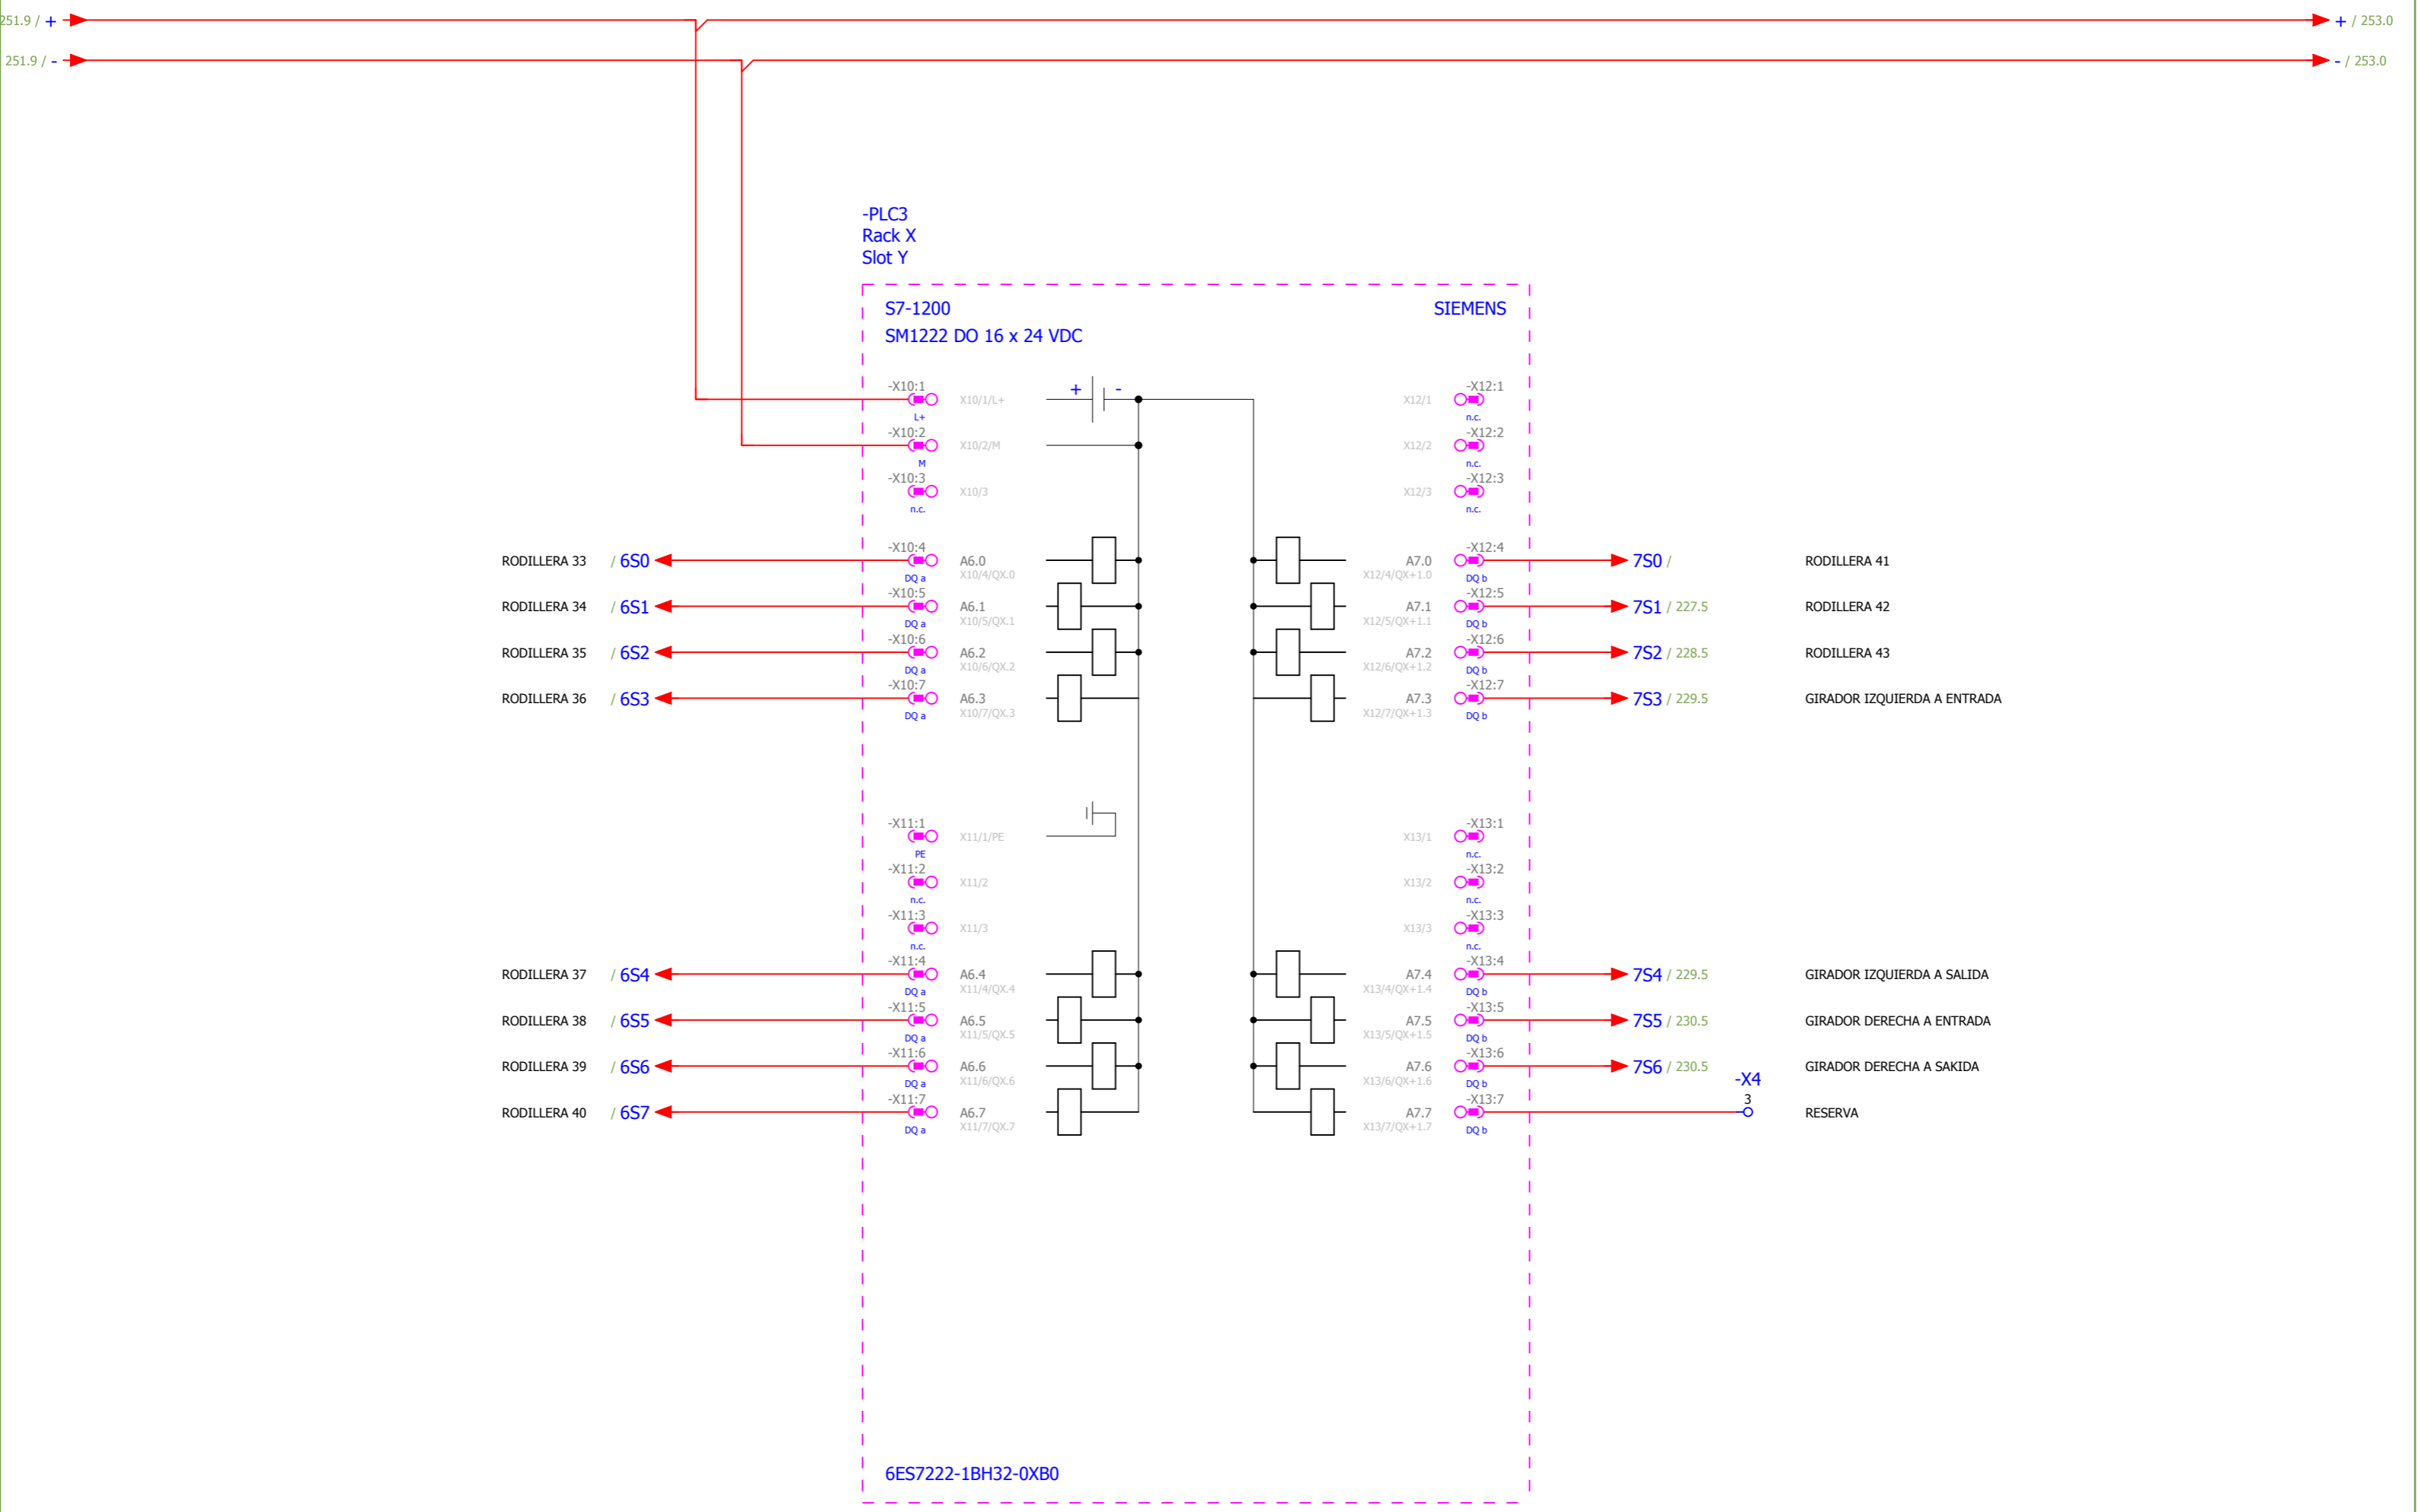 251.9 / + + / 253.0
251.9 / - - / 253.0
-PLC3
Rack X
Slot Y
S7-1200 SIEMENS
SM1222 DO 16 x 24 VDC
-X10:1 + - -X12:1
X10/1/L+ X12/1
L+ n.c.
-X10:2 -X12:2
X10/2/M X12/2
M n.c.
-X10:3 -X12:3
X10/3 X12/3
n.c. n.c.
-X10:4 -X12:4
RODILLERA 33 / 6S0 A6.0 A7.0 7S0 / RODILLERA 41
DQ a X10/4/QX.0 X12/4/QX+1.0 DQ b
-X10:5 -X12:5
RODILLERA 34 / 6S1 A6.1 A7.1 7S1 / 227.5 RODILLERA 42
DQ a X10/5/QX.1 X12/5/QX+1.1 DQ b
-X10:6 -X12:6
RODILLERA 35 / 6S2 A6.2 A7.2 7S2 / 228.5 RODILLERA 43
DQ a X10/6/QX.2 X12/6/QX+1.2 DQ b
-X10:7 -X12:7
RODILLERA 36 / 6S3 A6.3 A7.3 7S3 / 229.5 GIRADOR IZQUIERDA A ENTRADA
DQ a X10/7/QX.3 X12/7/QX+1.3 DQ b
-X11:1 -X13:1
X11/1/PE X13/1
PE n.c.
-X11:2 -X13:2
X11/2 X13/2
n.c. n.c.
-X11:3 -X13:3
X11/3 X13/3
n.c. n.c.
-X11:4 -X13:4
RODILLERA 37 / 6S4 A6.4 A7.4 7S4 / 229.5 GIRADOR IZQUIERDA A SALIDA
DQ a X11/4/QX.4 X13/4/QX+1.4 DQ b
-X11:5 -X13:5
RODILLERA 38 / 6S5 A6.5 A7.5 7S5 / 230.5 GIRADOR DERECHA A ENTRADA
DQ a X11/5/QX.5 X13/5/QX+1.5 DQ b
-X11:6 -X13:6
RODILLERA 39 / 6S6 A6.6 A7.6 7S6 / 230.5 GIRADOR DERECHA A SAKIDA
DQ a X11/6/QX.6 X13/6/QX+1.6 DQ b
-X4
-X11:7 -X13:7 3
RODILLERA 40 / 6S7 A6.7 A7.7 RESERVA
DQ a X11/7/QX.7 X13/7/QX+1.7 DQ b
6ES7222-1BH32-0XB0